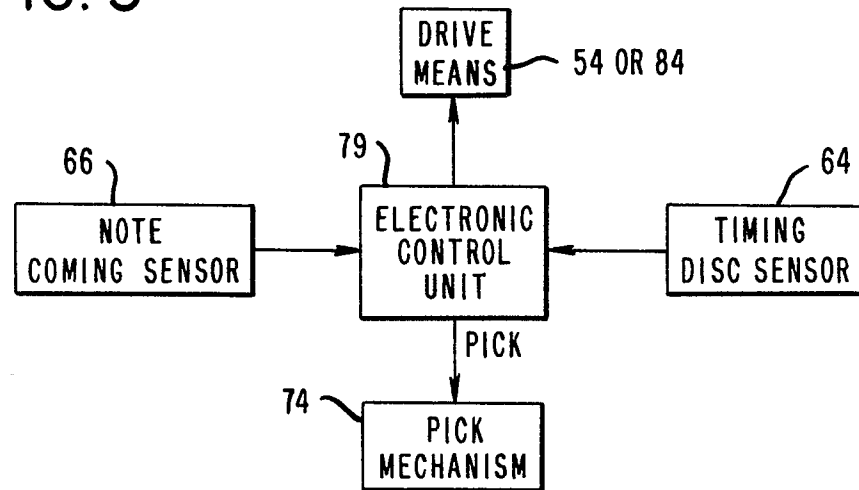 DRIVE
MEANS
54 OR 84
79
66
64
NOTE
COMING SENSOR
ELECTRONIC
CONTROL
UNIT
TIMING
DISC SENSOR
PICK
74
PICK
MECHANISM